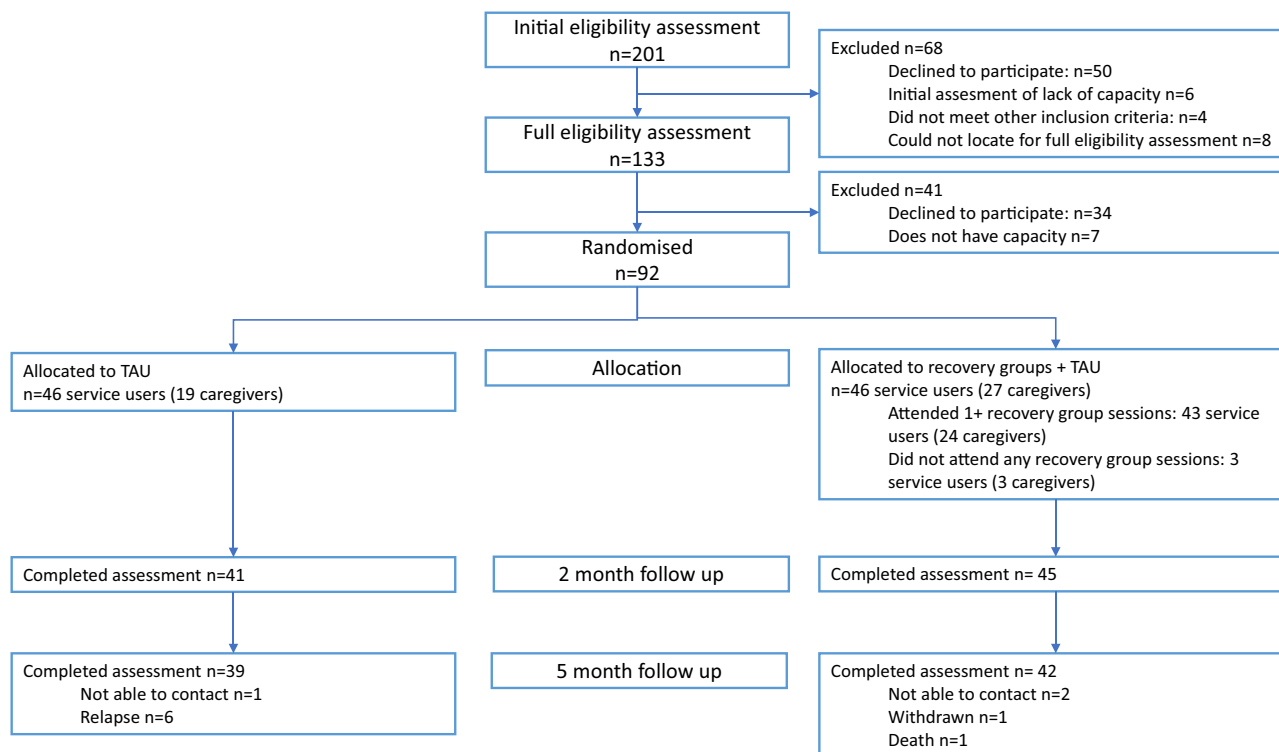 Initial eligibility assessment
n=201
Excluded n=68
Declined to participate: n=50
Initial assesment of lack of capacity n=6
Did not meet other inclusion criteria: n=4
Could not locate for full eligibility assessment n=8
Full eligibility assessment
n=133
Excluded n=41
Declined to participate: n=34
Does not have capacity n=7
Randomised
n=92
Allocated to TAU
n=46 service users (19 caregivers)
Allocation
Allocated to recovery groups + TAU
n=46 service users (27 caregivers)
Attended 1+ recovery group sessions: 43 service
users (24 caregivers)
Did not attend any recovery group sessions: 3
service users (3 caregivers)
Completed assessment n=41
2 month follow up
Completed assessment n= 45
Completed assessment n=39
Not able to contact n=1
Relapse n=6
5 month follow up
Completed assessment n= 42
Not able to contact n=2
Withdrawn n=1
Death n=1